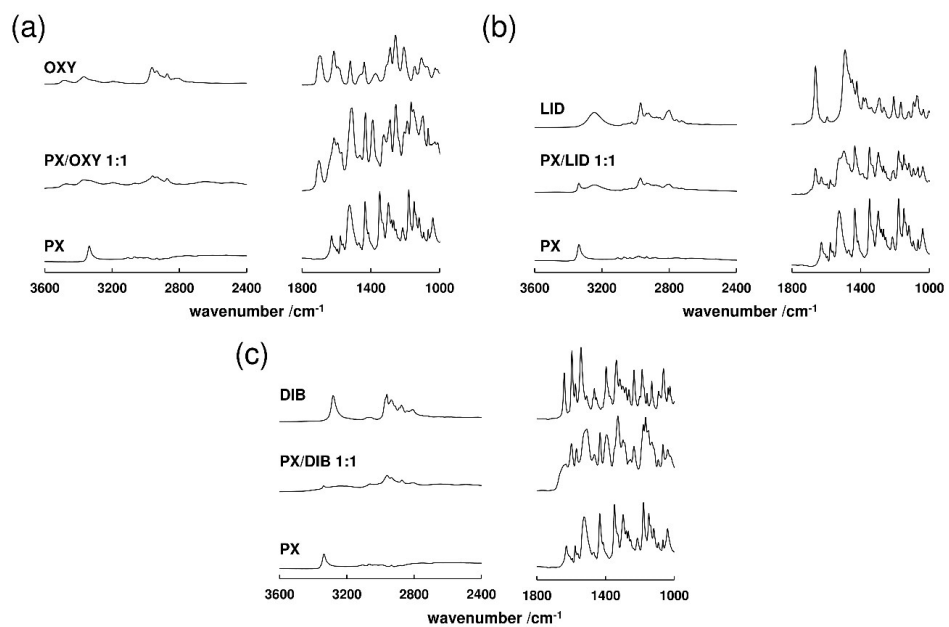 (a)
OXY
PX/OXY 1:1
PX
3600 3200 2800 2400 1800 1400 1000
wavenumber /cm-1
(b)
LID
PX/LID 1:1
PX
3600 3200 2800 2400 1800 1400 1000
wavenumber /cm-1
(c)
DIB
PX/DIB 1:1
PX
3600 3200 2800 2400 1800 1400 1000
wavenumber /cm-1